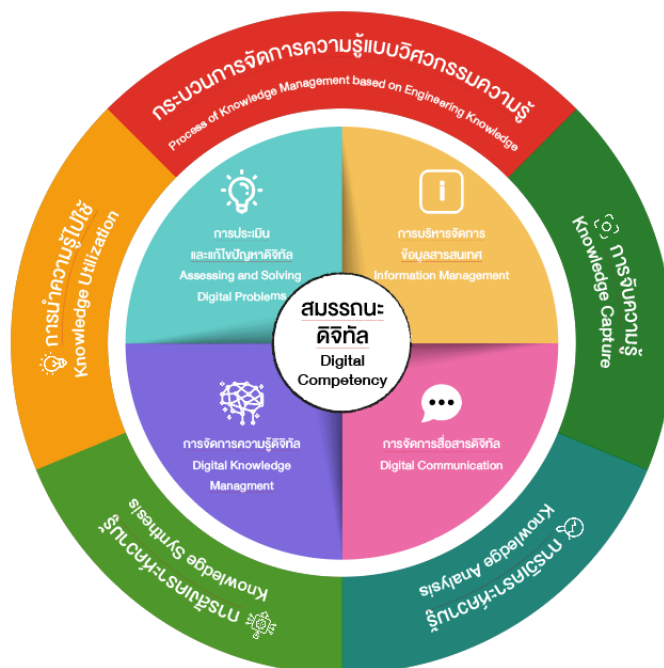 กระบวนการจัดการความรู้แบบวิศวกรรมความรู้
Process of Knowledge Management based on Engineering Knowledge
การจับความรู้
Knowledge Capture
การวิเคราะห์ความรู้
Knowledge Analysis
การสังเคราะห์ความรู้
Knowledge Synthesis
การนำความรู้ไปใช้
Knowledge Utilization
การประเมิน
และแก้ไขปัญหาดิจิทัล
Assessing and Solving
Digital Problems
i
การบริหารจัดการ
ข้อมูลสารสนเทศ
Information Management
สมรรถนะ
ดิจิทัล
Digital
Competency
การจัดการความรู้ดิจิทัล
Digital Knowledge
Managment
การจัดการสื่อสารดิจิทัล
Digital Communication